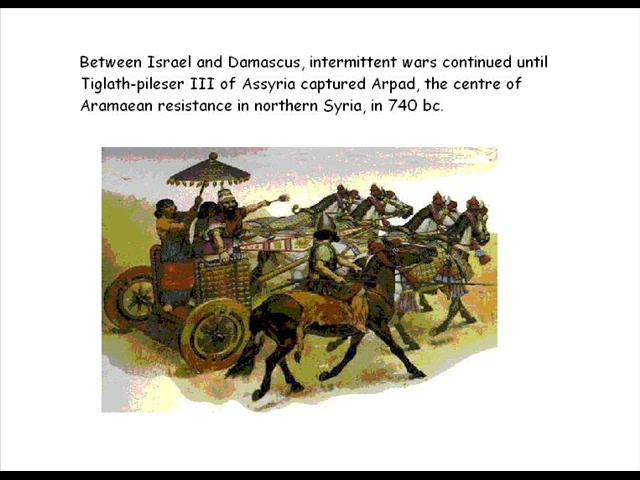 Between Israel and Damascus, intermittent wars continued until
Tiglath-pileser III of Assyria captured Arpad, the centre of
Aramaean resistance in northern Syria, in 740 bc.